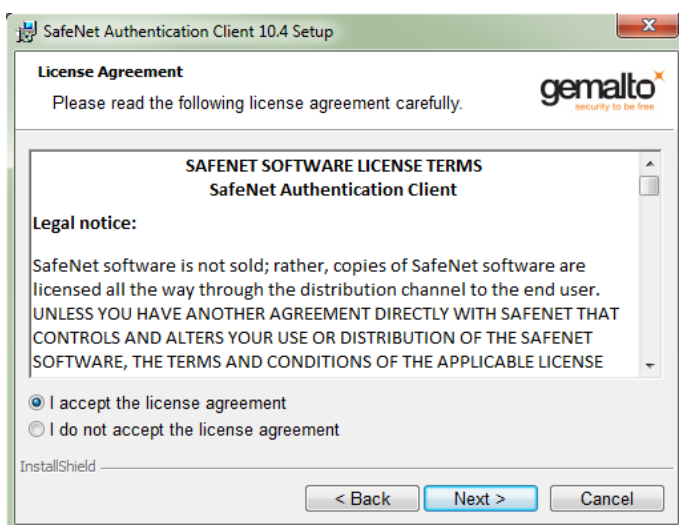 SafeNet Authentication Client 10.4 Setup
License Agreement
Please read the following license agreement carefully.
gemalto
security to be free
SAFENET SOFTWARE LICENSE TERMS
SafeNet Authentication Client
Legal notice:
SafeNet software is not sold; rather, copies of SafeNet software are
licensed all the way through the distribution channel to the end user.
UNLESS YOU HAVE ANOTHER AGREEMENT DIRECTLY WITH SAFENET THAT
CONTROLS AND ALTERS YOUR USE OR DISTRIBUTION OF THE SAFENET
SOFTWARE, THE TERMS AND CONDITIONS OF THE APPLICABLE LICENSE
I accept the license agreement
I do not accept the license agreement
InstallShield
< Back Next > Cancel